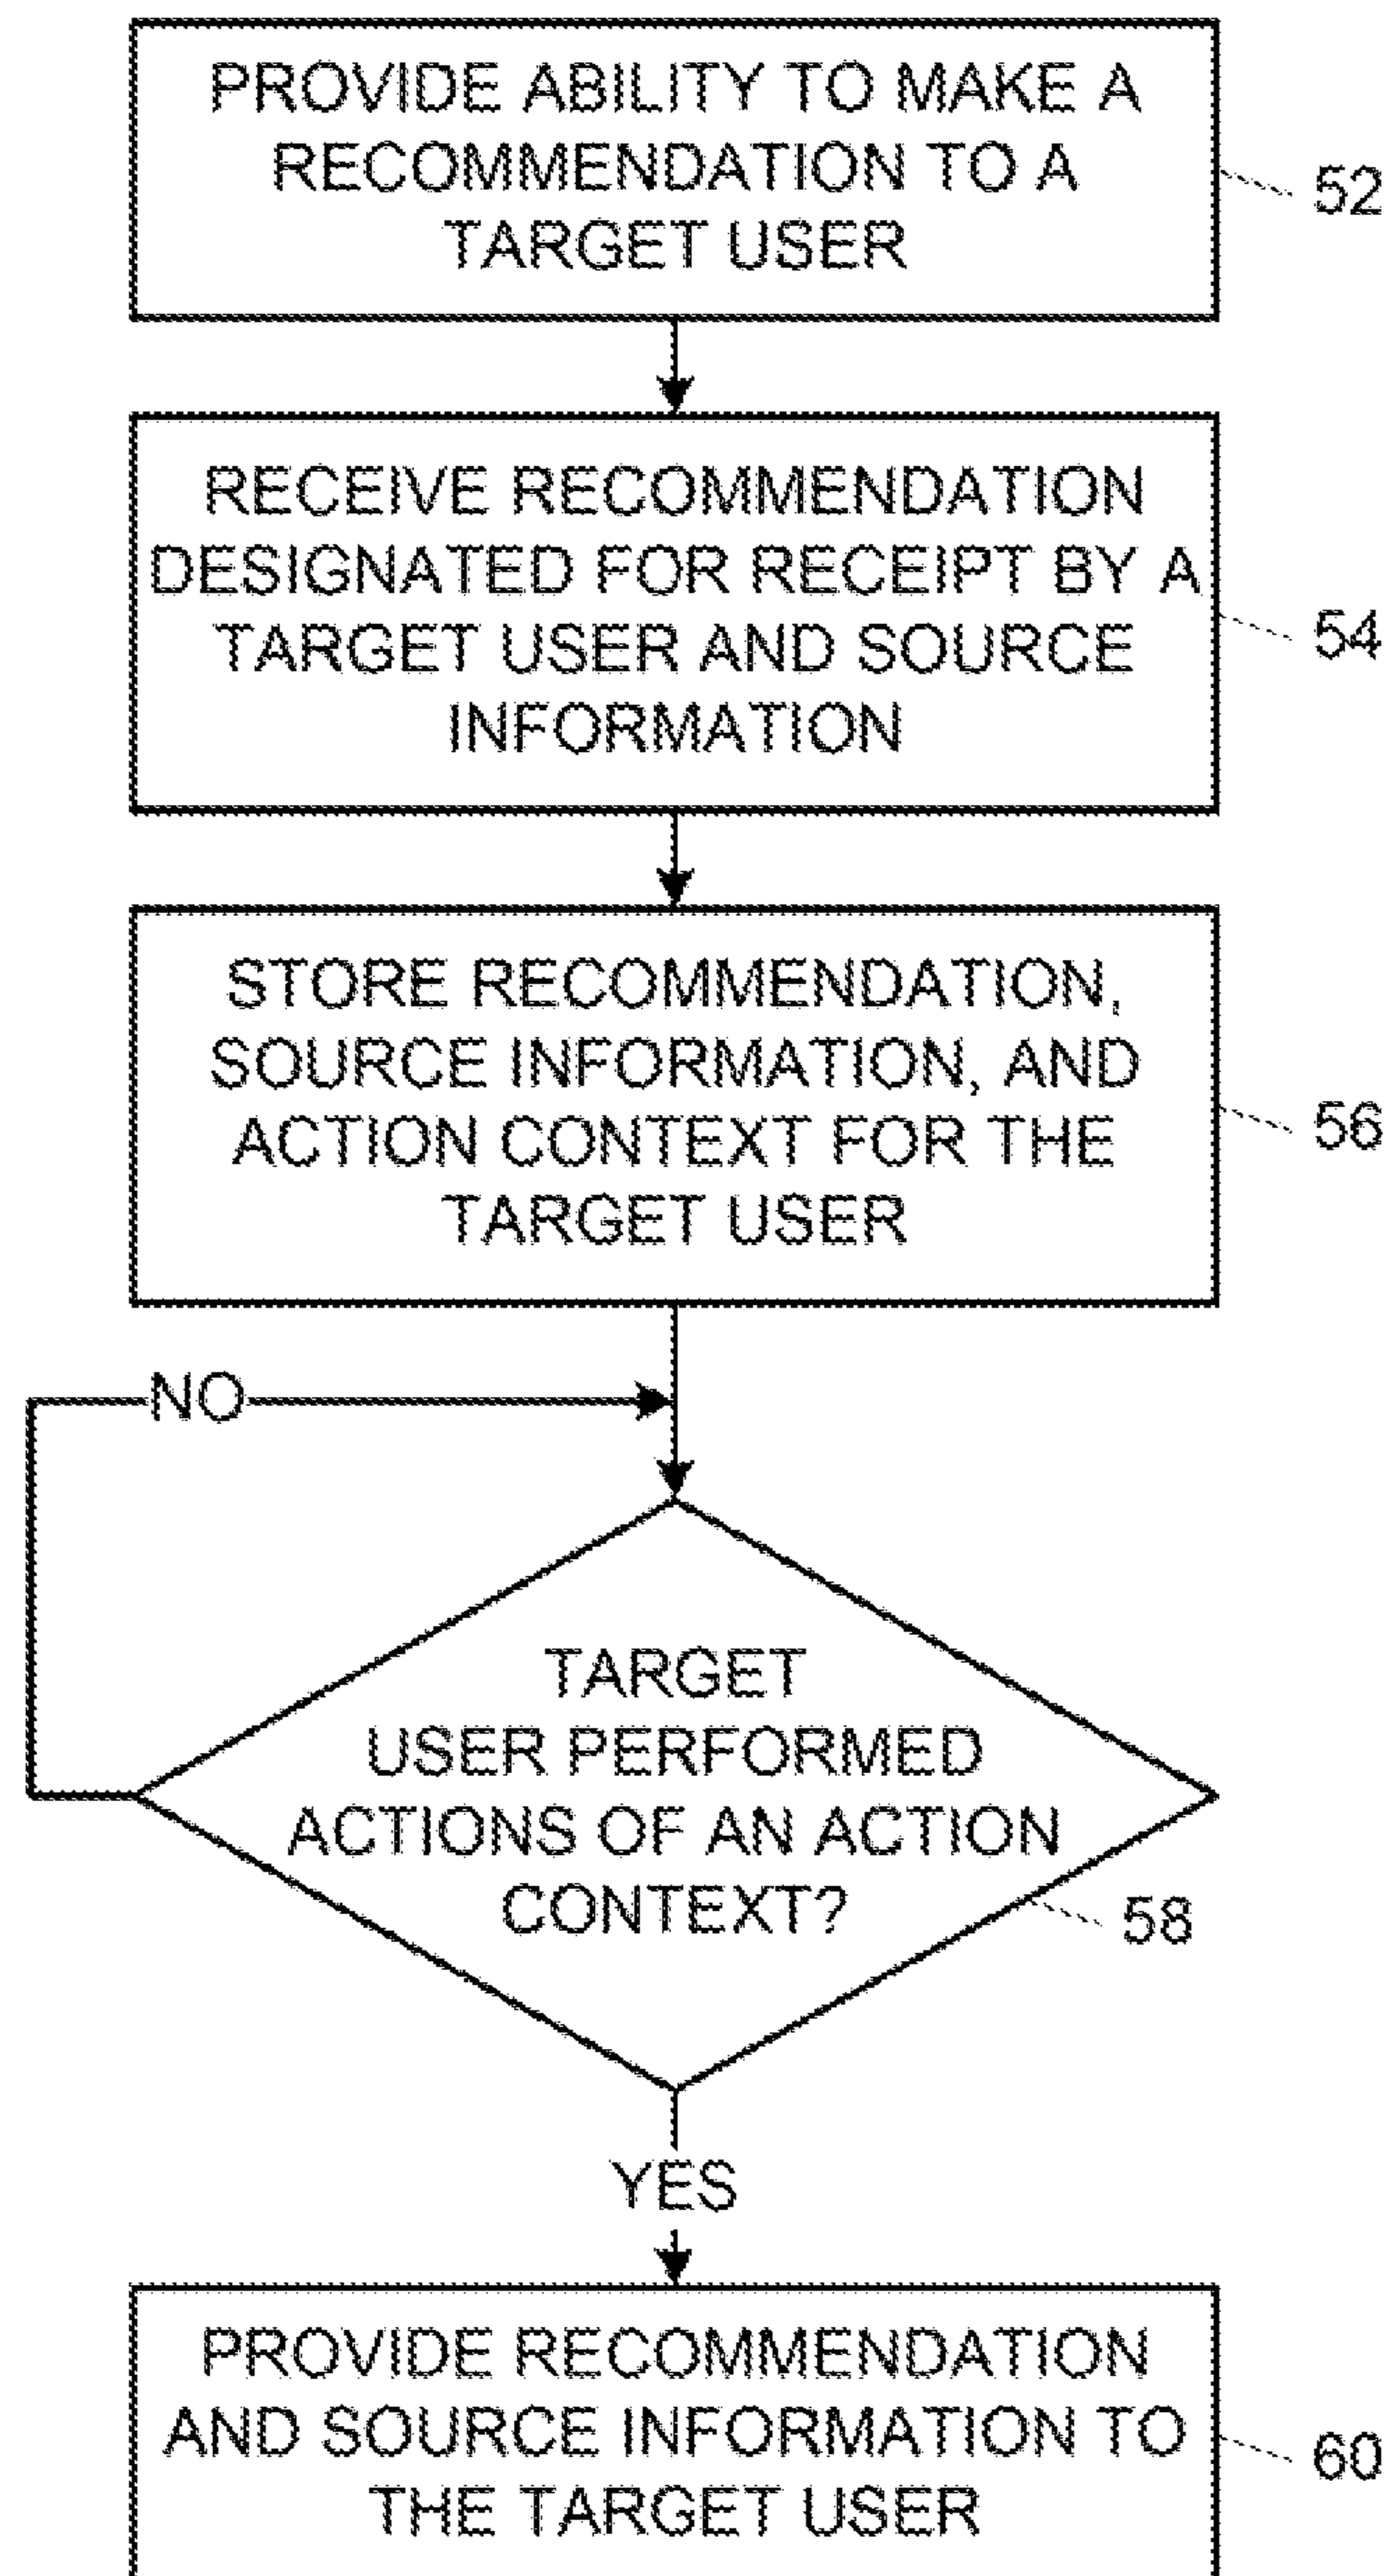 PROVIDE ABILITY TO MAKE A
RECOMMENDATION TO A
TARGET USER
52
RECEIVE RECOMMENDATION
DESIGNATED FOR RECEIPT BY A
TARGET USER AND SOURCE
INFORMATION
54
STORE RECOMMENDATION,
SOURCE INFORMATION, AND
ACTION CONTEXT FOR THE
TARGET USER
56
NO
TARGET
USER PERFORMED
ACTIONS OF AN ACTION
CONTEXT?
58
YES
PROVIDE RECOMMENDATION
AND SOURCE INFORMATION TO
THE TARGET USER
60